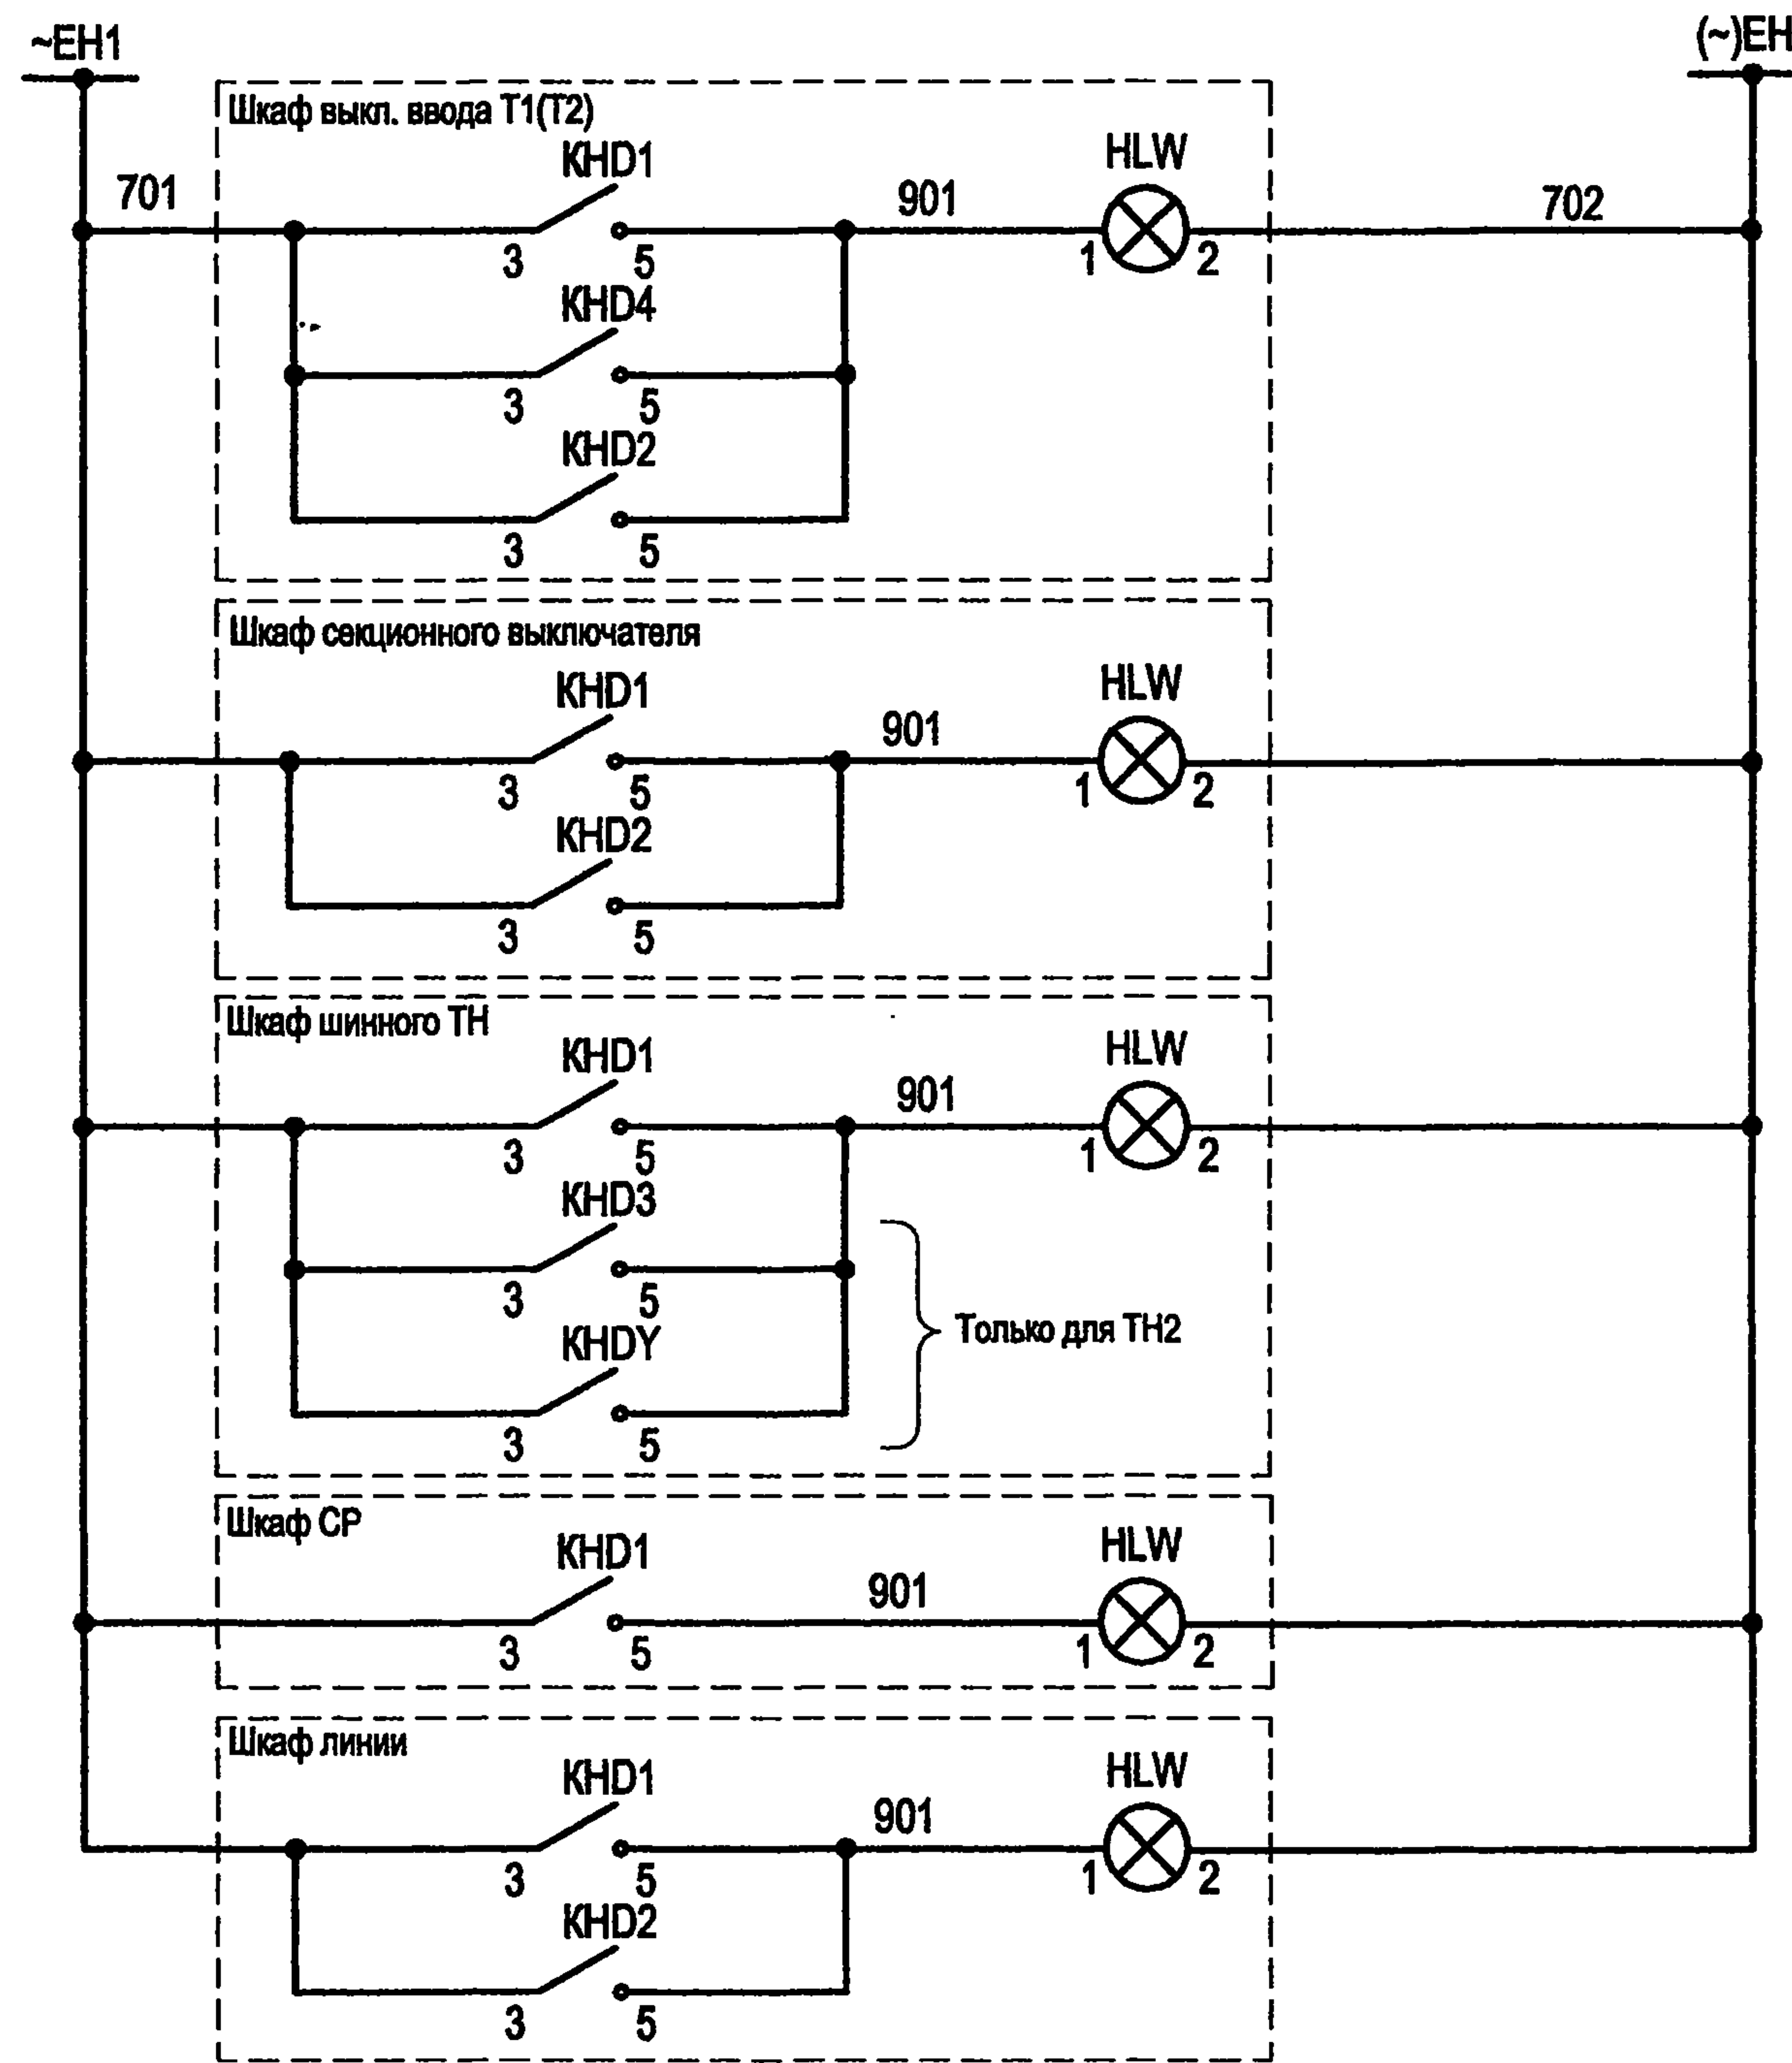 ~EH1
(~)EH
Шкаф выкл. ввода Т1(Т2)
KHD1
HLW
701
901
702
3
5
1
2
KHD4
3
5
KHD2
3
5
Шкаф секционного выключателя
KHD1
HLW
901
3
5
1
2
KHD2
3
5
Шкаф шинного ТН
KHD1
HLW
901
3
5
1
2
KHD3
3
5
Только для ТН2
KHDY
3
5
Шкаф СР
KHD1
HLW
901
3
5
1
2
Шкаф линии
KHD1
HLW
901
3
5
1
2
KHD2
3
5